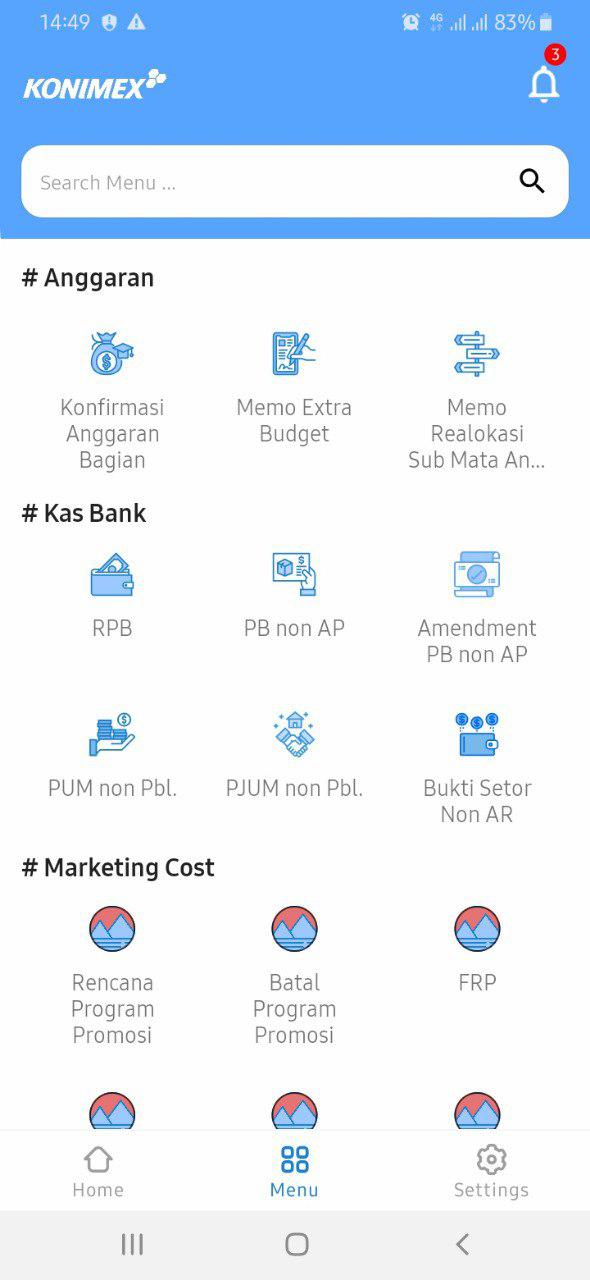 14:49 4G 83%
3
KONIMEX
Search Menu ...
# Anggaran
Konfirmasi Memo Extra Memo
Anggaran Budget Realokasi
Bagian Sub Mata An...
# Kas Bank
RPB PB non AP Amendment
PB non AP
PUM non Pbl. PJUM non Pbl. Bukti Setor
Non AR
# Marketing Cost
Rencana Batal FRP
Program Program
Promosi Promosi
Home Menu Settings